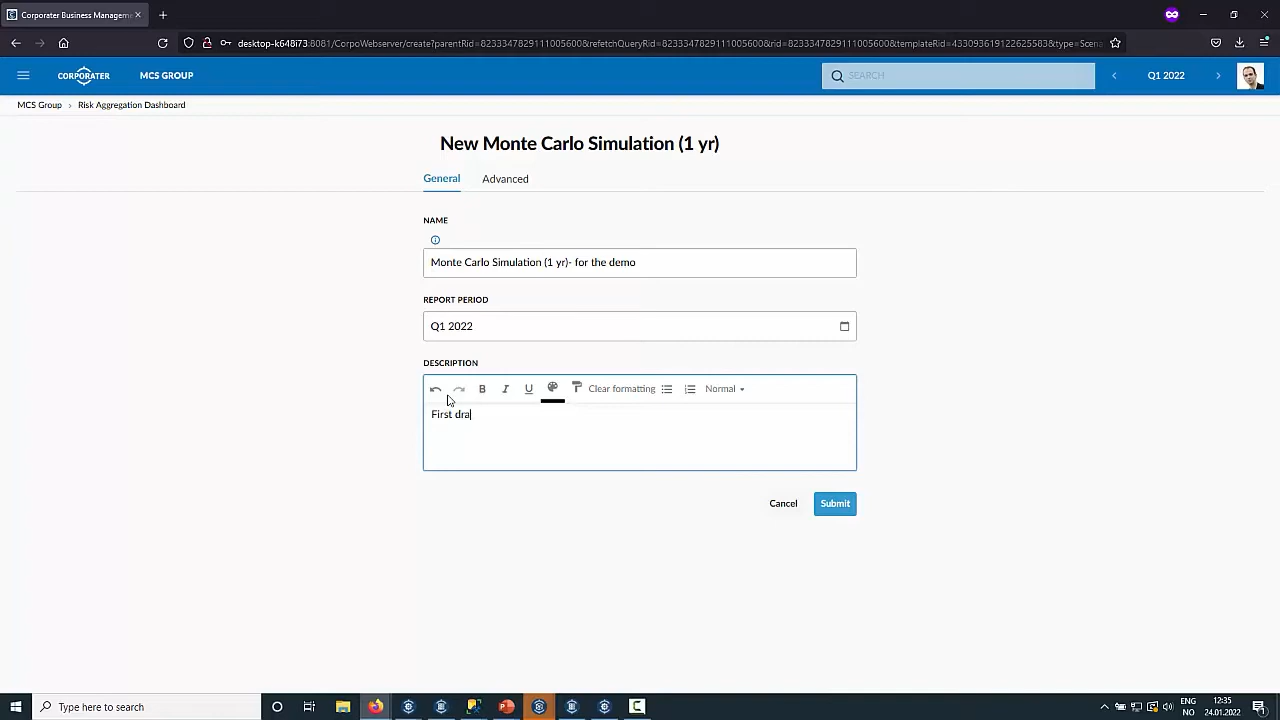 Corporater Business Managem
desktop-k648i73:8081/CorpoWebserver/create?parentRid=8233347829111005600&refetchQueryRid=8233347829111005600&rid=8233347829111005600&templateRid=433093619122625583&type=Scena
CORPORATER
MCS GROUP
SEARCH
Q1 2022
MCS Group › Risk Aggregation Dashboard
New Monte Carlo Simulation (1 yr)
General
Advanced
NAME
Monte Carlo Simulation (1 yr)- for the demo
REPORT PERIOD
Q1 2022
DESCRIPTION
B I U Clear formatting Normal
First dra
Cancel
Submit
Type here to search
ENG
NO
12:35
24.01.2022